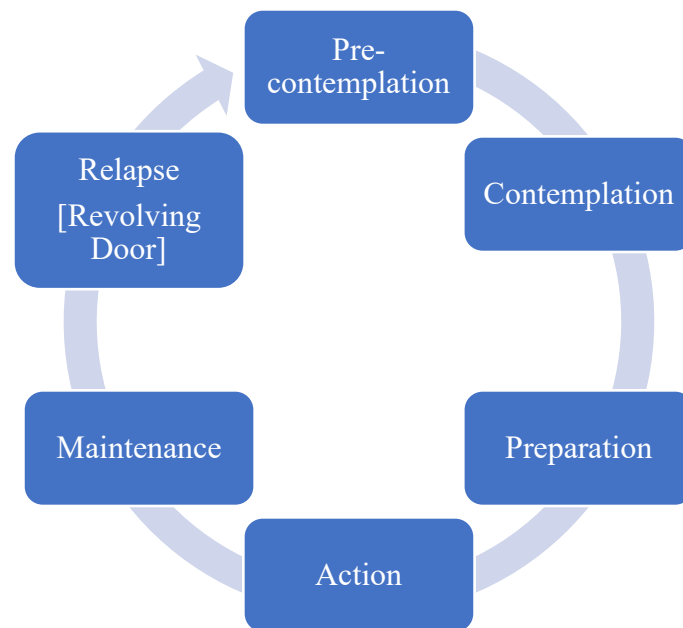 Pre-
contemplation
Contemplation
Preparation
Action
Maintenance
Relapse
[Revolving
Door]